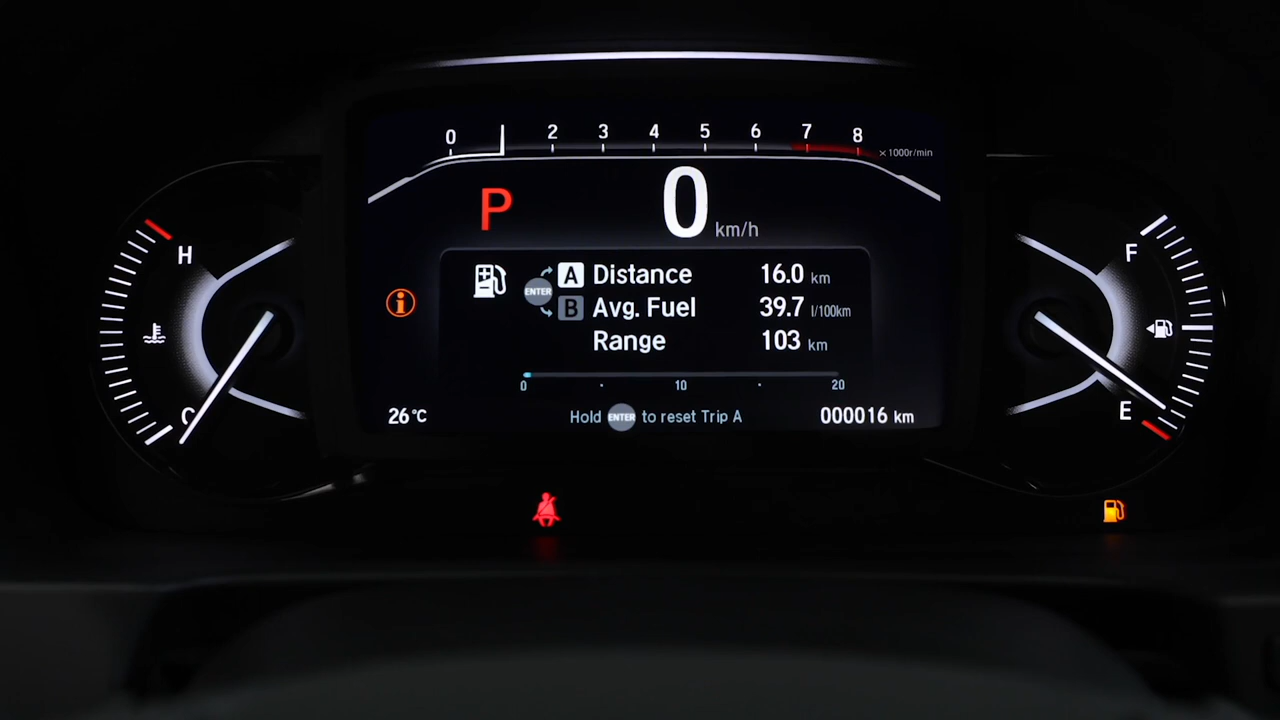 0 2 3 4 5 6 7 8
×1000r/min
P 0 km/h
H
F
A Distance 16.0 km
ENTER
B Avg. Fuel 39.7 l/100km
Range 103 km
0 10 20
C
E
26°C
Hold ENTER to reset Trip A
000016 km